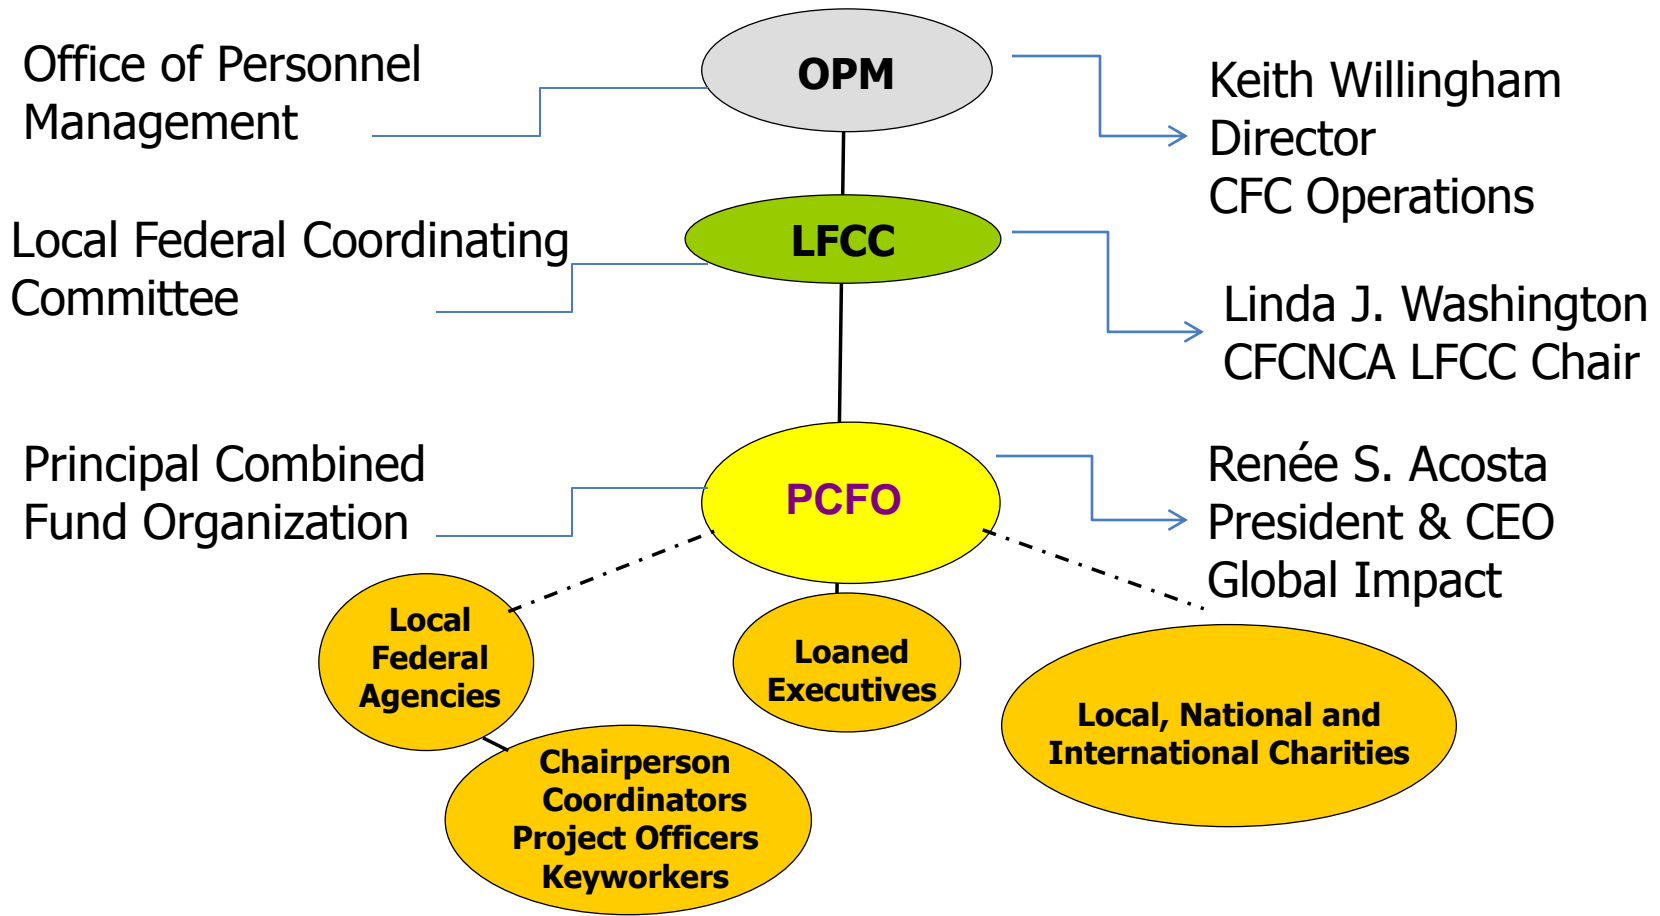 Office of Personnel
Management
OPM
Keith Willingham
Director
CFC Operations
Local Federal Coordinating
Committee
LFCC
Linda J. Washington
CFCNCA LFCC Chair
Principal Combined
Fund Organization
PCFO
Renée S. Acosta
President & CEO
Global Impact
Local
Federal
Agencies
Loaned
Executives
Local, National and
International Charities
Chairperson
Coordinators
Project Officers
Keyworkers